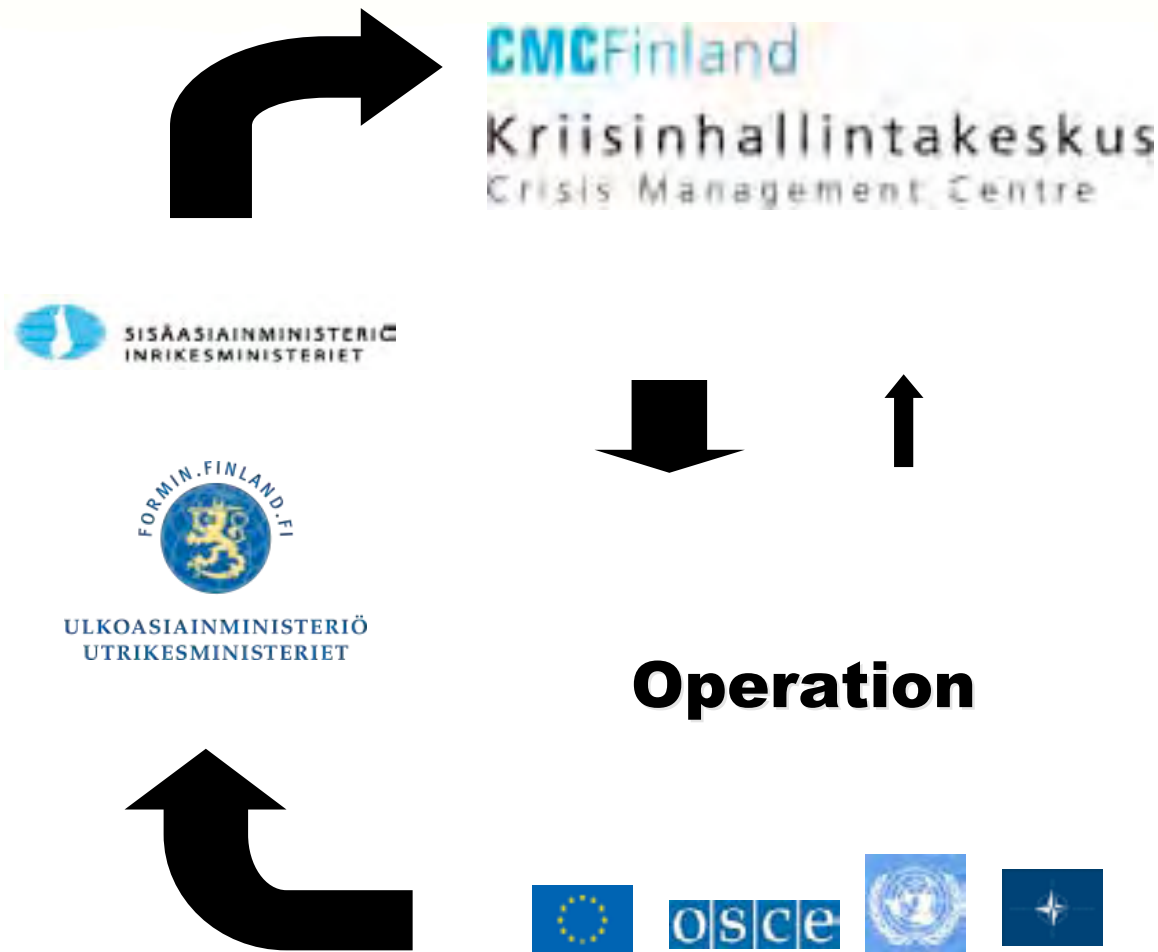 CMCFinland
Kriisinhallintakeskus
Crisis Management Centre
SISÄASIAINMINISTERIÖ
INRIKESMINISTERIET
FORMIN.FINLAND.FI
ULKOASIAINMINISTERIÖ
UTRIKESMINISTERIET
Operation
osce